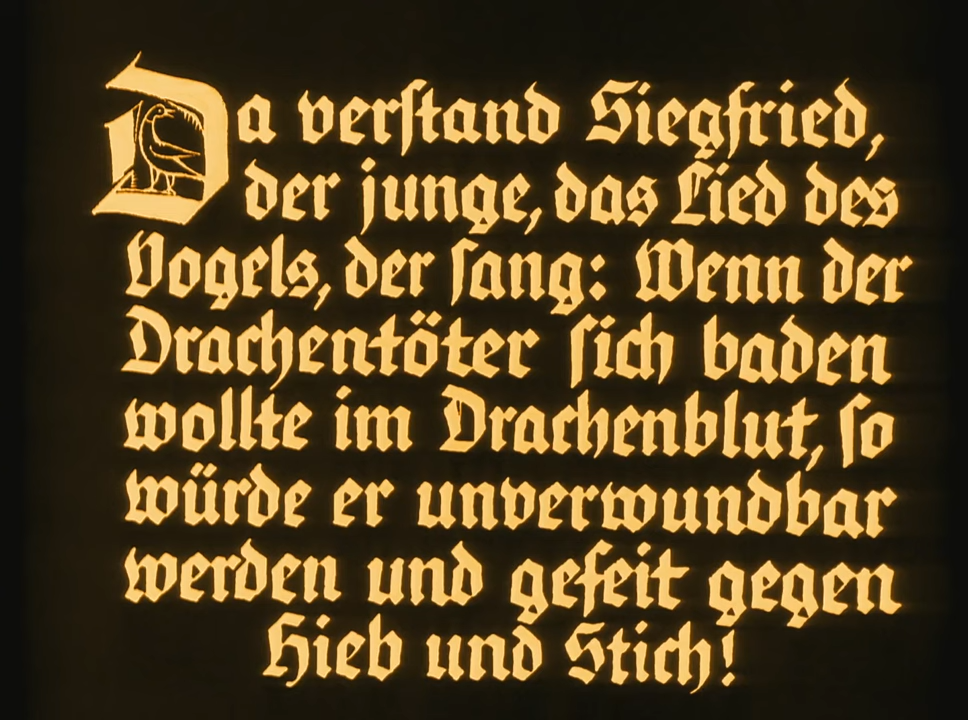 Da verstand Siegfried,
der junge, das Lied des
Vogels, der sang: Wenn der
Drachentöter sich baden
wollte im Drachenblut, so
würde er unverwundbar
werden und gefeit gegen
Hieb und Stich!